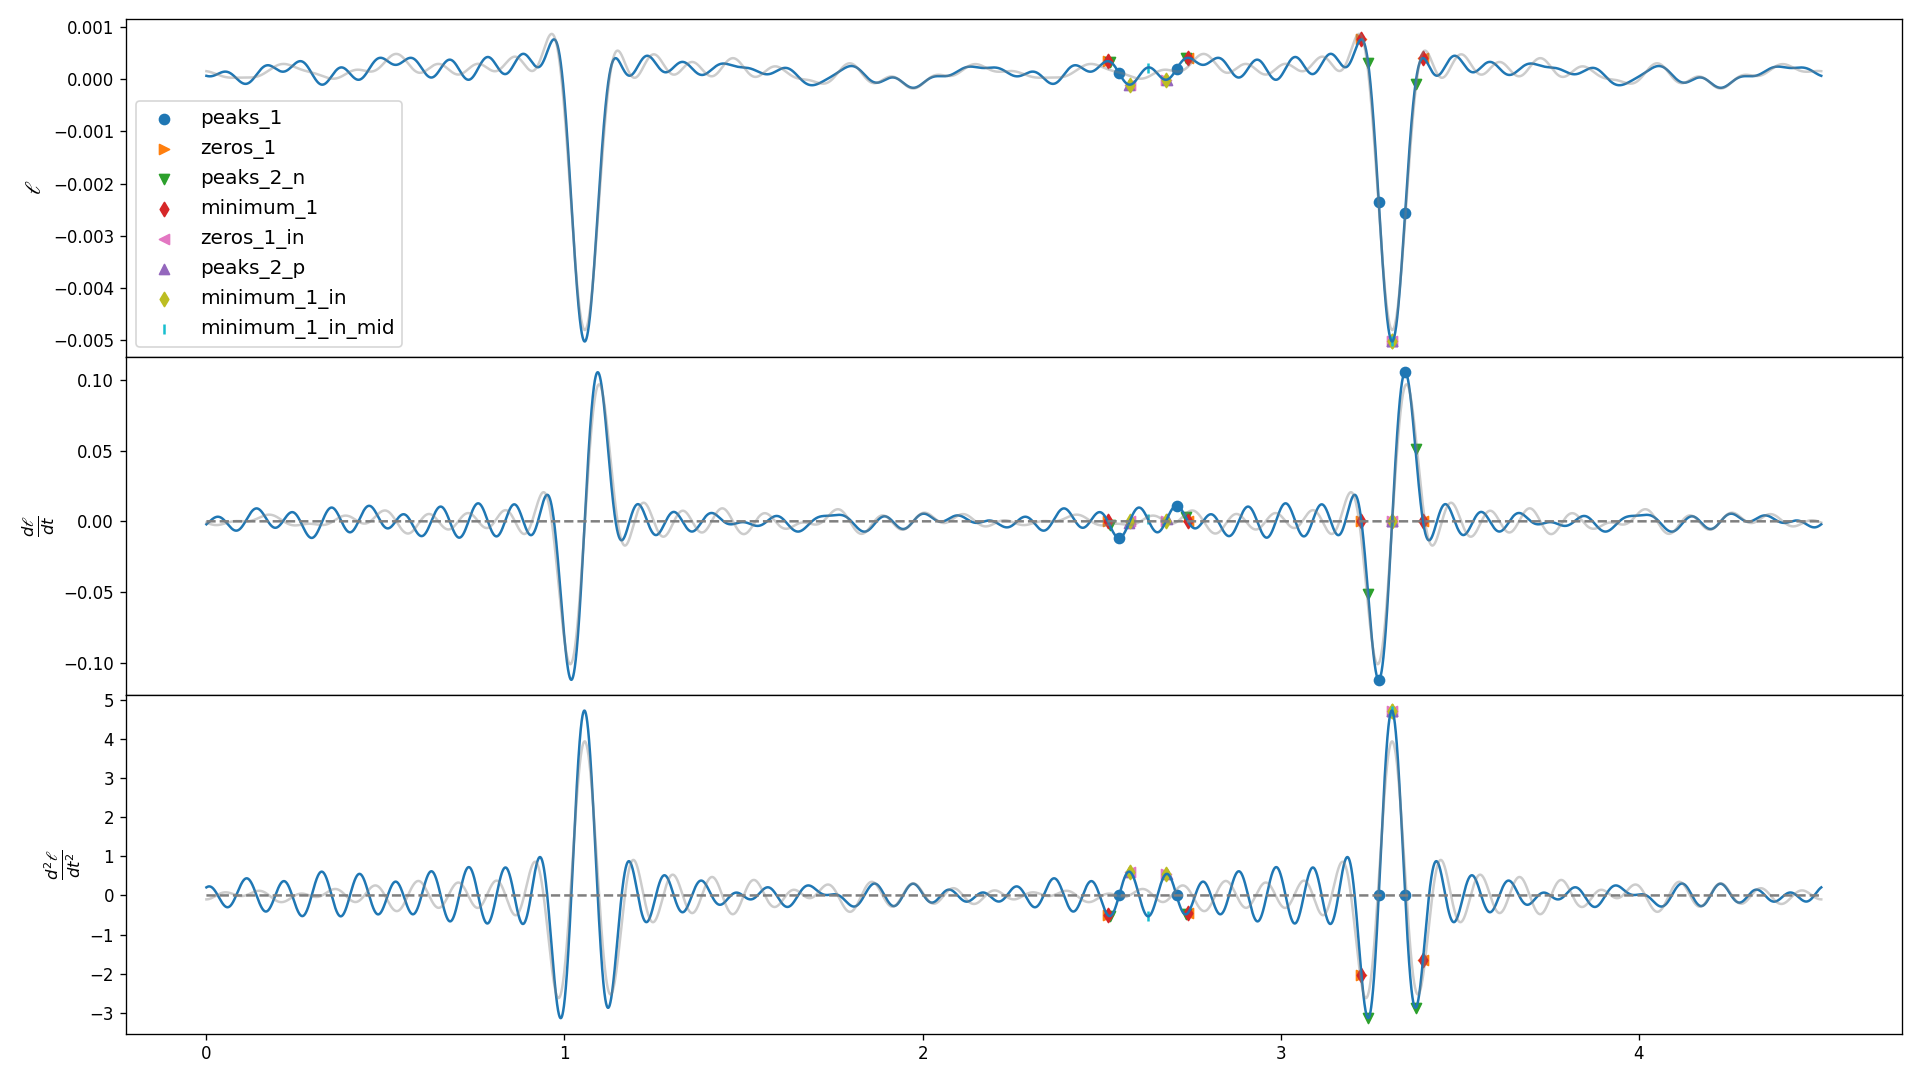 0.001
0.000
−0.001
−0.002
−0.003
−0.004
−0.005
ℓ
peaks_1
zeros_1
peaks_2_n
minimum_1
zeros_1_in
peaks_2_p
minimum_1_in
minimum_1_in_mid
0.10
0.05
0.00
−0.05
−0.10
dℓ
dt
5
4
3
2
1
0
−1
−2
−3
d²ℓ
dt²
0 1 2 3 4